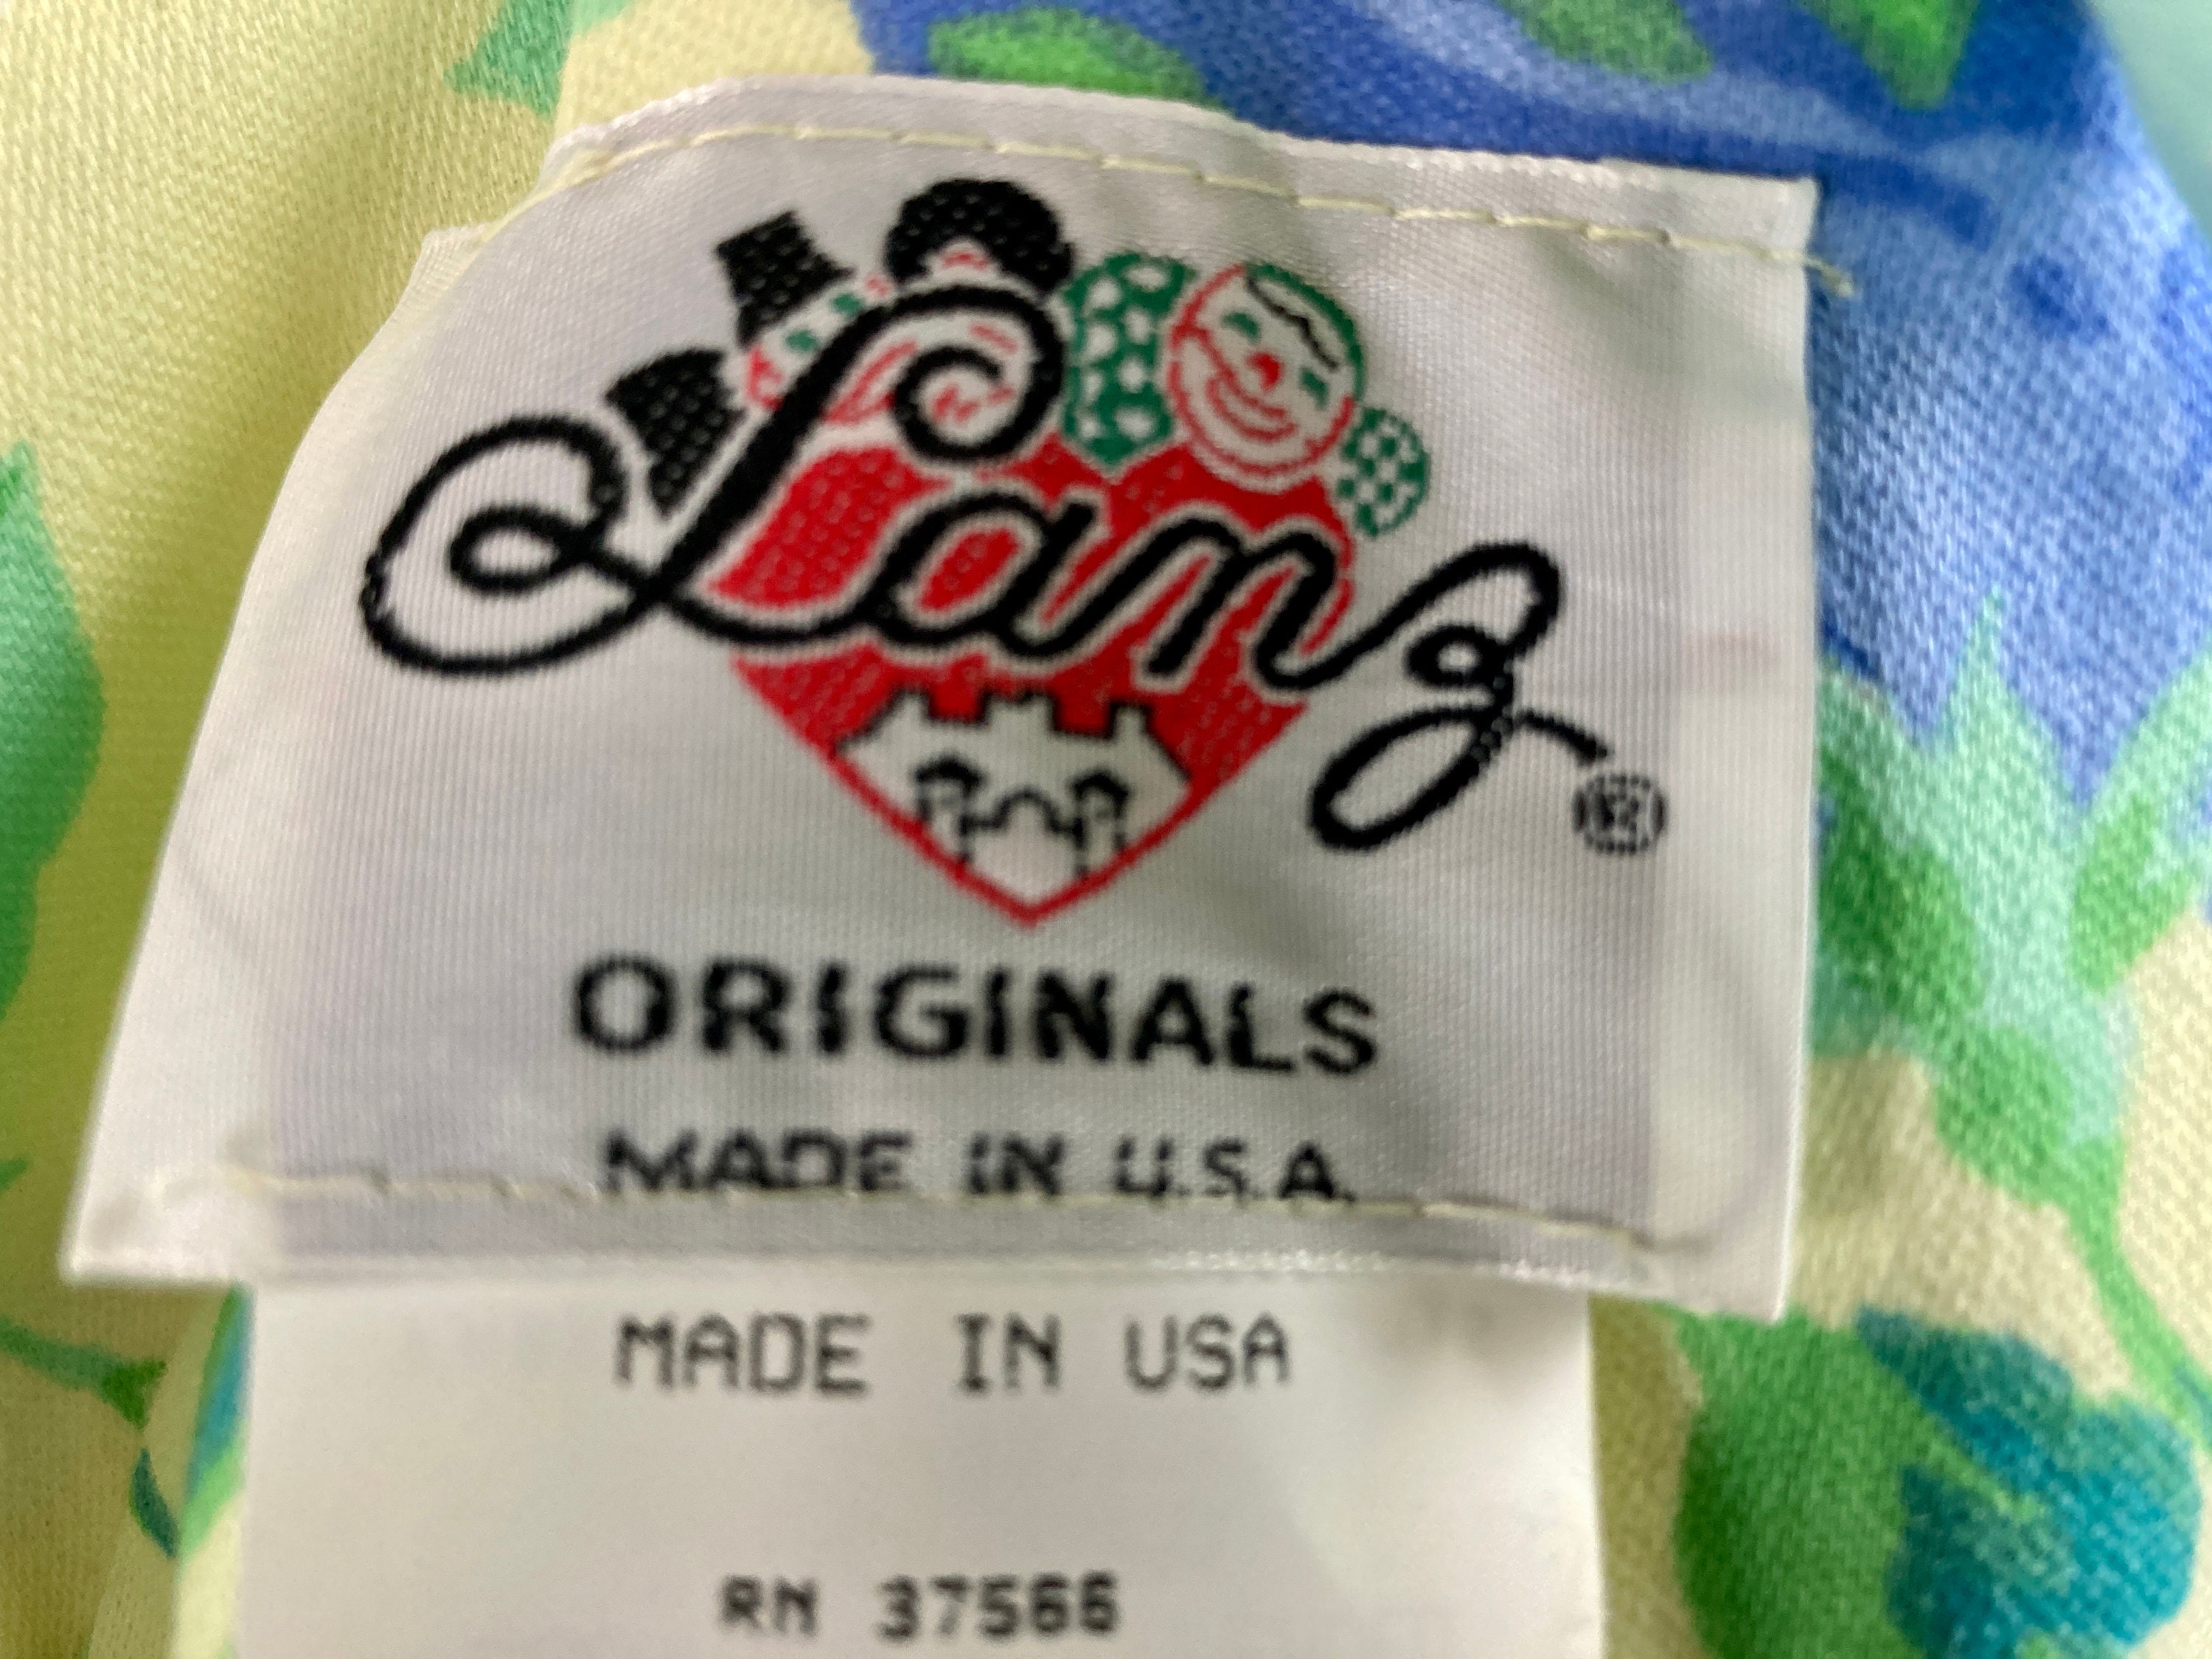 Lanz®
ORIGINALS
MADE IN U.S.A.
MADE IN USA
RN 37566